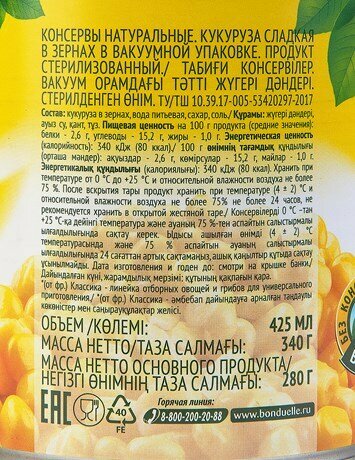 КОНСЕРВЫ НАТУРАЛЬНЫЕ. КУКУРУЗА СЛАДКАЯ
В ЗЕРНАХ В ВАКУУМНОЙ УПАКОВКЕ. ПРОДУКТ
СТЕРИЛИЗОВАННЫЙ./ ТАБИҒИ КОНСЕРВІЛЕР.
ВАКУУМ ОРАМДАҒЫ ТӘТТІ ЖҮГЕРІ ДӘНДЕРІ.
СТЕРИЛДЕНГЕН ӨНІМ. ТУ/ТШ 10.39.17-005-53420297-2017
Состав: кукуруза в зернах, вода питьевая, сахар, соль./ Құрамы: жүгері дәндері,
ауыз су, қант, тұз. Пищевая ценность на 100 г продукта (средние значения):
белки - 2,6 г, углеводы - 15,2 г, жиры - 1,0 г. Энергетическая ценность
(калорийность): 340 кДж (80 ккал)./ 100 г өнімнің тағамдық құндылығы
(орташа мәндер): ақуыздар - 2,6 г, көмірсулар - 15,2 г, майлар - 1,0 г.
Энергетикалық құндылығы (калориялығы): 340 кДж (80 ккал). Хранить при
температуре от 0 °С до +25 °С и относительной влажности воздуха не более
75 %. После вскрытия тары продукт хранить при температуре (4 ± 2) °С и
относительной влажности воздуха не более 75% не более 24 часов, не
рекомендуется хранить в открытой жестяной таре./ Консервілерді 0 °С -тан
+25 °С-қа дейінгі температурада және ауаның 75 %-тен аспайтын салыстырмалы
ылғалдылығында сақтау керек. Ыдысы ашылған өнімді (4 ± 2) °С
температурасында және 75 % аспайтын ауаның салыстырмалы
ылғалдылығында 24 сағаттан артық сақтамаңыз, ашық қаңылтыр құтыда сақтау
ұсынылмайды. Дата изготовления и годен до: смотри на крышке банки./
Дайындалған күні, жарамдылық мерзімі: құтының қақпағынан қараңыз.
*(от фр.) Классика - линейка отборных овощей и грибов для универсального
приготовления./ *(от фр.) Классика - әмбебап дайындауға арналған таңдаулы
көкөністер мен саңырауқұлақтар желісі.
ОБЪЕМ /КӨЛЕМІ: 425 МЛ
МАССА НЕТТО/ТАЗА САЛМАҒЫ: 340 Г
МАССА НЕТТО ОСНОВНОГО ПРОДУКТА/
НЕГІЗГІ ӨНІМНІҢ ТАЗА САЛМАҒЫ: 280 Г
EAC
40
FE
Горячая линия:
8-800-200-20-88
www.bonduelle.ru
БЕЗ КОН